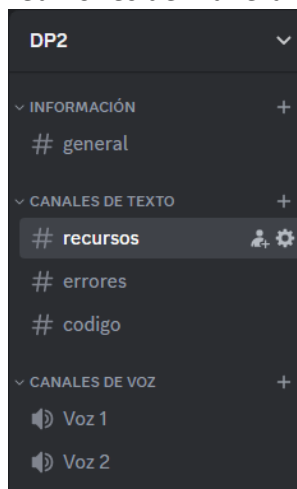 DP2
INFORMACIÓN
# general
CANALES DE TEXTO
# recursos
# errores
# codigo
CANALES DE VOZ
Voz 1
Voz 2